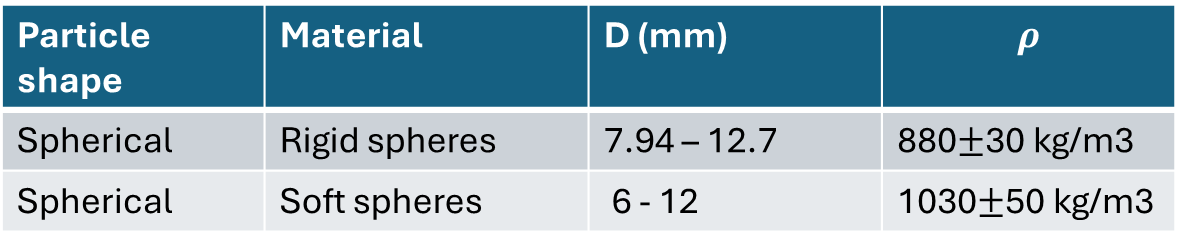 Particle shape Material D (mm) ρ
Spherical Rigid spheres 7.94 – 12.7 880±30 kg/m3
Spherical Soft spheres 6 - 12 1030±50 kg/m3